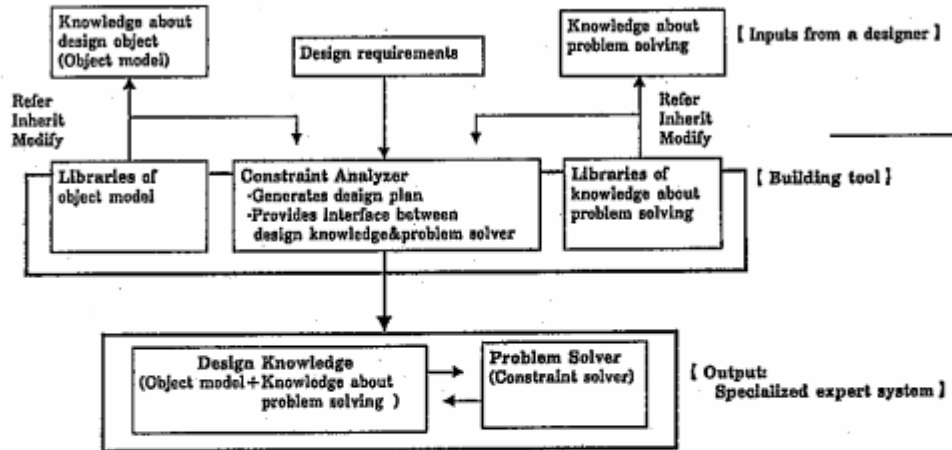 Knowledge about
design object
(Object model)
Design requirements
Knowledge about
problem solving
[ Inputs from a designer ]
Refer
Inherit
Modify
Refer
Inherit
Modify
Libraries of
object model
Constraint Analyzer
-Generates design plan
-Provides interface between
design knowledge&problem solver
Libraries of
knowledge about
problem solving
[ Building tool ]
Design Knowledge
(Object model+Knowledge about
problem solving )
Problem Solver
(Constraint solver)
[ Output:
Specialized expert system ]